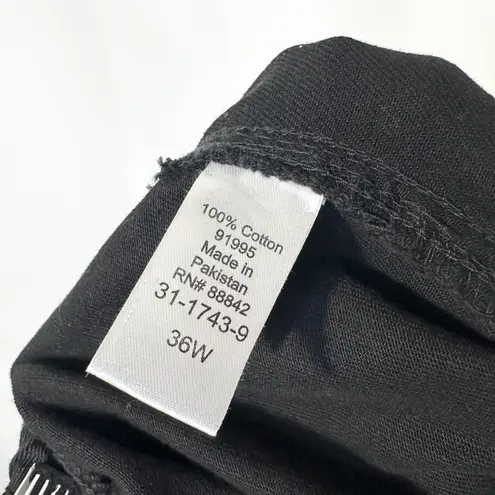 100% Cotton
91995
Made in
Pakistan
RN# 88842
31-1743-9
36W